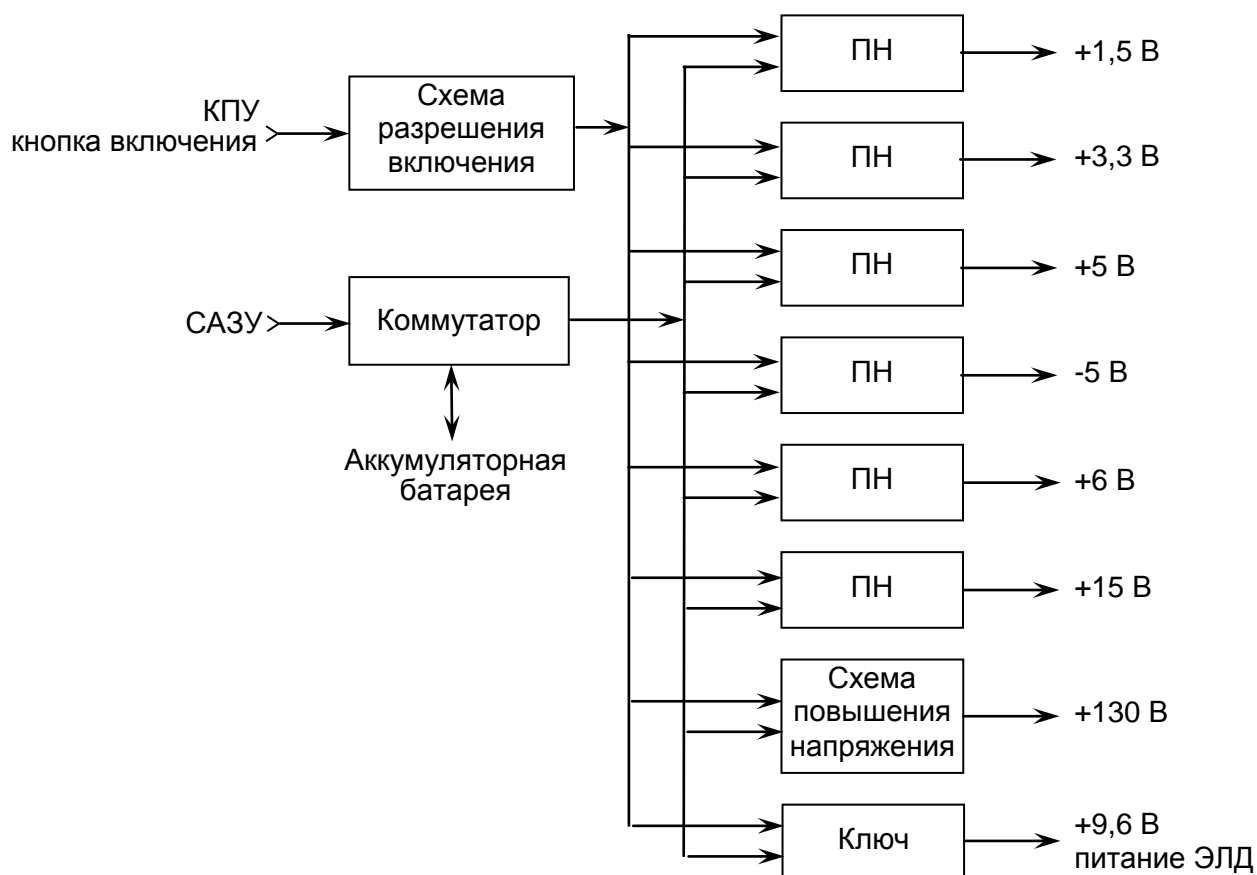 КПУ
кнопка включения
Схема
разрешения
включения
САЗУ
Коммутатор
Аккумуляторная
батарея
ПН
+1,5 В
ПН
+3,3 В
ПН
+5 В
ПН
-5 В
ПН
+6 В
ПН
+15 В
Схема
повышения
напряжения
+130 В
Ключ
+9,6 В
питание ЭЛД